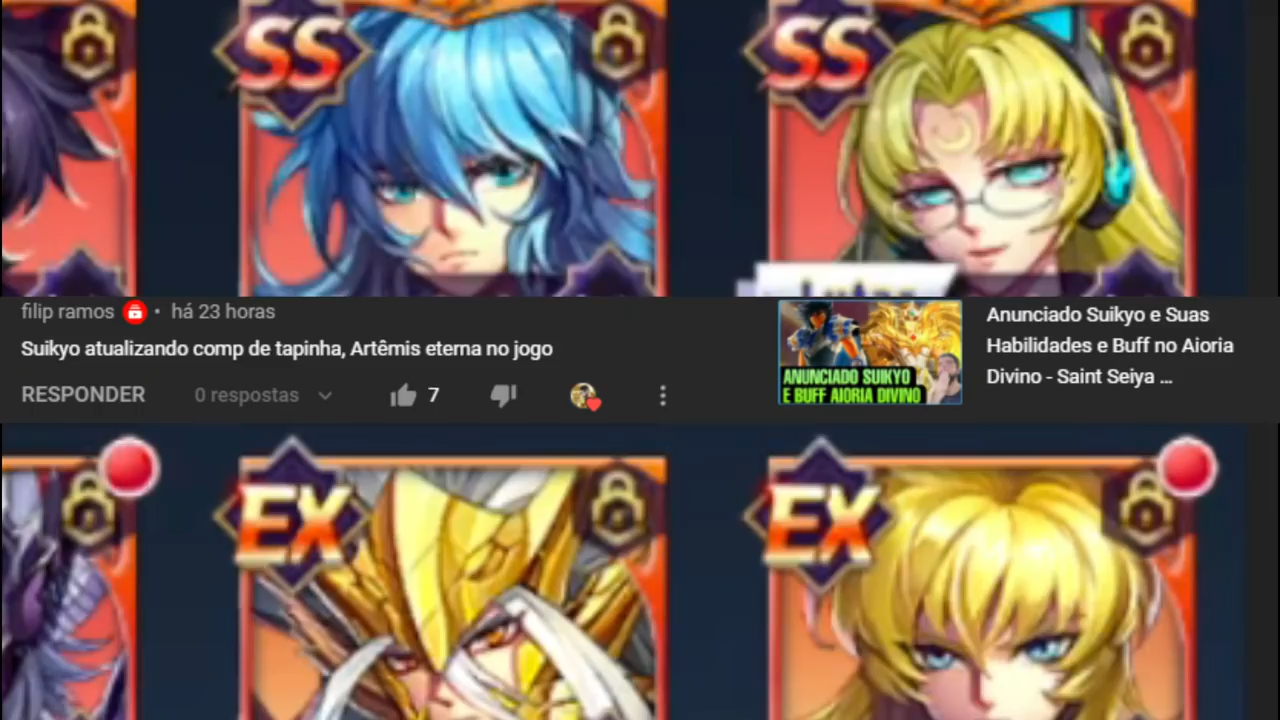 SS
SS
filip ramos • há 23 horas
Suikyo atualizando comp de tapinha, Artêmis eterna no jogo
RESPONDER 0 respostas 7
ANUNCIADO SUIKYO
E BUFF AIORIA DIVINO
Anunciado Suikyo e Suas
Habilidades e Buff no Aioria
Divino - Saint Seiya ...
EX
EX